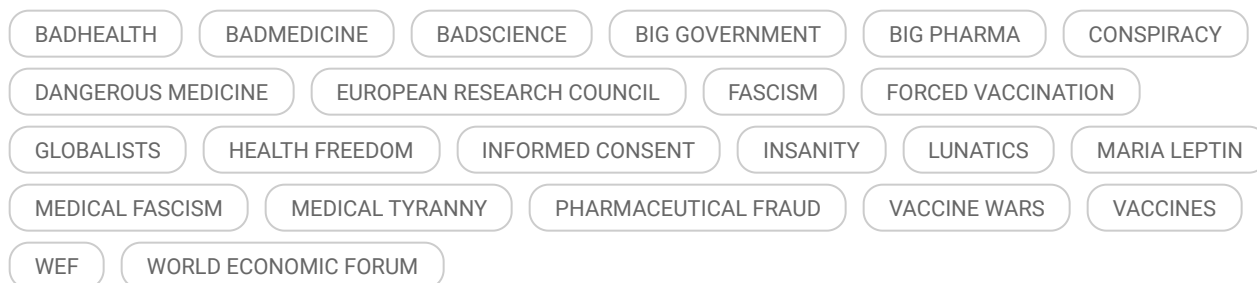 BADHEALTH BADMEDICINE BADSCIENCE BIG GOVERNMENT BIG PHARMA CONSPIRACY
DANGEROUS MEDICINE EUROPEAN RESEARCH COUNCIL FASCISM FORCED VACCINATION
GLOBALISTS HEALTH FREEDOM INFORMED CONSENT INSANITY LUNATICS MARIA LEPTIN
MEDICAL FASCISM MEDICAL TYRANNY PHARMACEUTICAL FRAUD VACCINE WARS VACCINES
WEF WORLD ECONOMIC FORUM